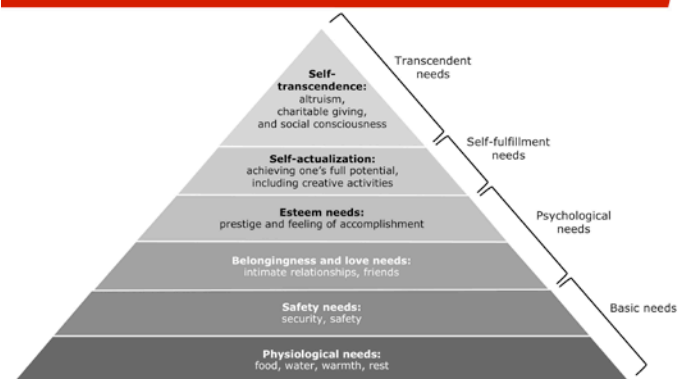 Transcendent
needs
Self-
transcendence:
altruism,
charitable giving,
and social consciousness
Self-fulfillment
needs
Self-actualization:
achieving one's full potential,
including creative activities
Psychological
needs
Esteem needs:
prestige and feeling of accomplishment
Belongingness and love needs:
intimate relationships, friends
Basic needs
Safety needs:
security, safety
Physiological needs:
food, water, warmth, rest